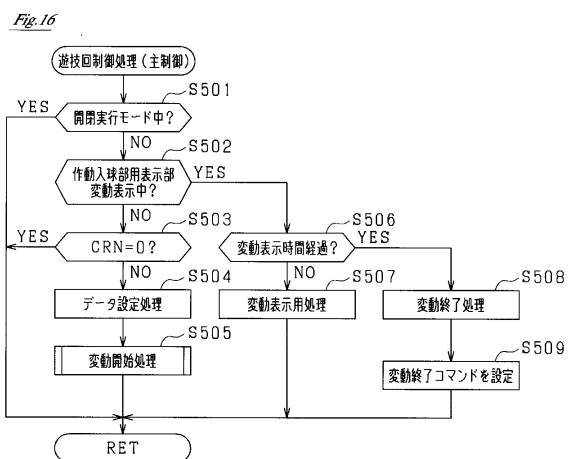 Fig.16
遊技回制御処理(主制御)
S501
YES
開閉実行モード中?
NO
S502
作動入球部用表示部
変動表示中?
YES
NO
S503
S506
YES
CRN=0?
変動表示時間経過?
YES
NO
S504
NO
S507
S508
データ設定処理
変動表示用処理
変動終了処理
S505
S509
変動開始処理
変動終了コマンドを設定
RET